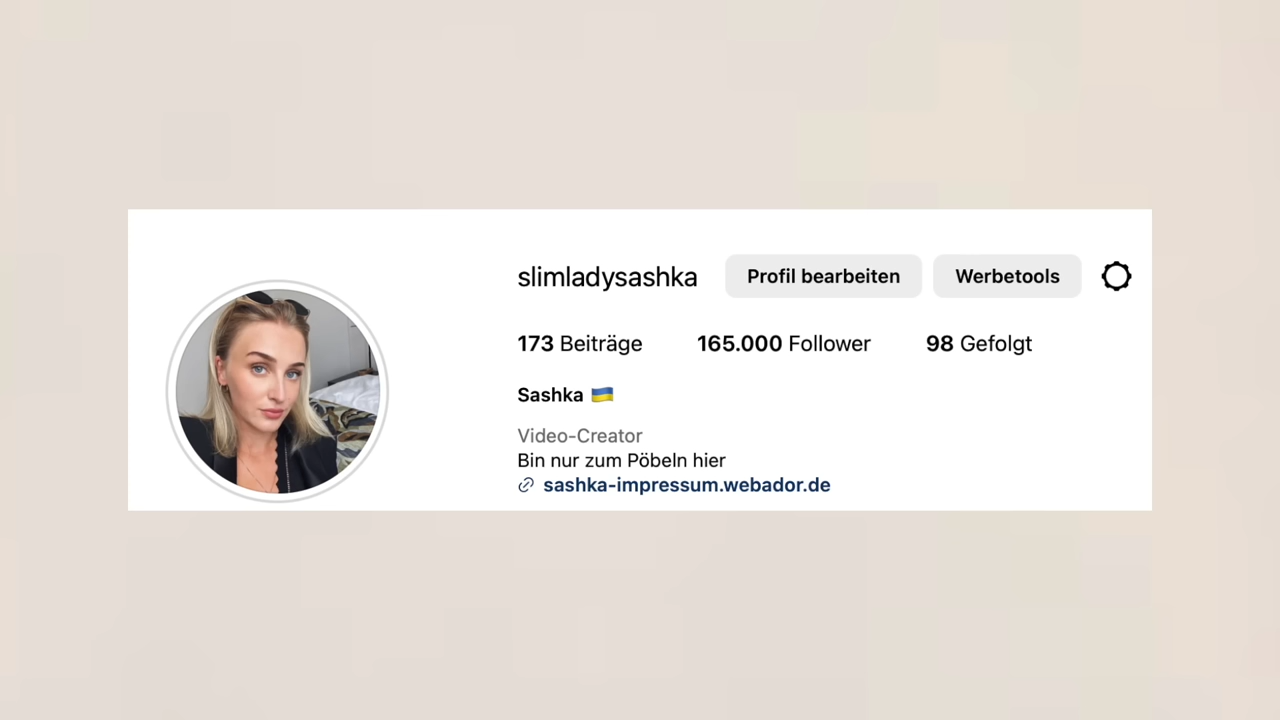 slimladysashka Profil bearbeiten Werbetools
173 Beiträge 165.000 Follower 98 Gefolgt
Sashka 🇺🇦
Video-Creator
Bin nur zum Pöbeln hier
sashka-impressum.webador.de